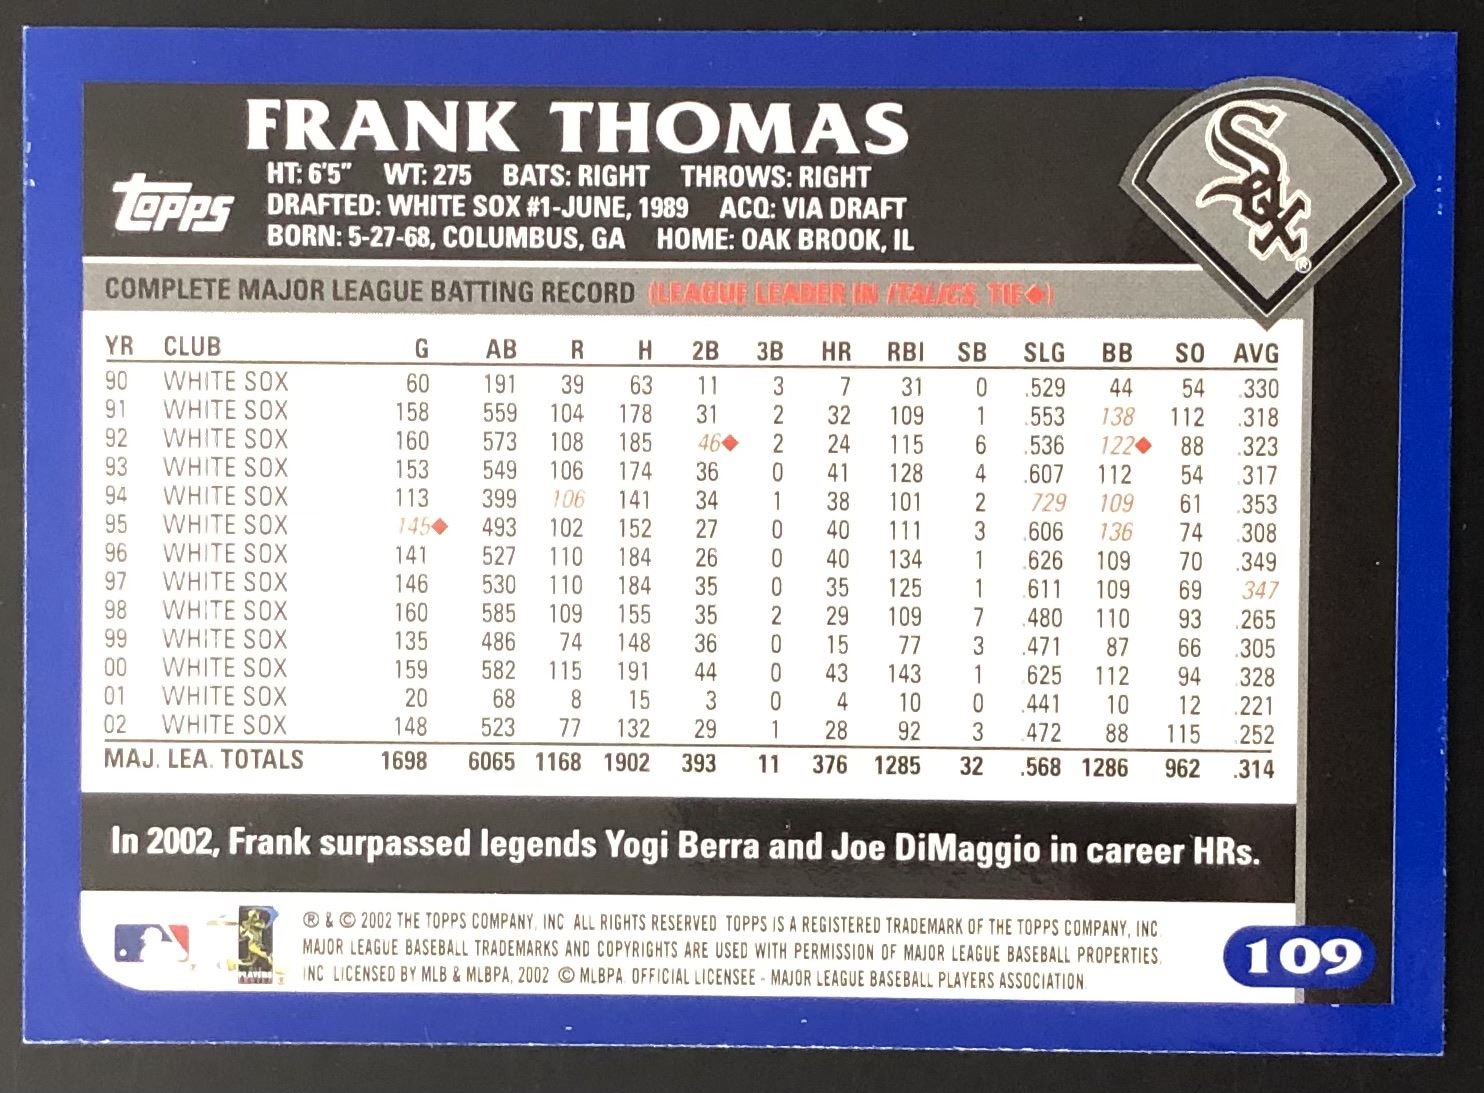 FRANK THOMAS
topps
HT: 6'5" WT: 275 BATS: RIGHT THROWS: RIGHT
DRAFTED: WHITE SOX #1-JUNE, 1989 ACQ: VIA DRAFT
BORN: 5-27-68, COLUMBUS, GA HOME: OAK BROOK, IL
Sox
®
COMPLETE MAJOR LEAGUE BATTING RECORD (LEAGUE LEADER IN ITALICS, TIE◆)
YR CLUB G AB R H 2B 3B HR RBI SB SLG BB SO AVG
90 WHITE SOX 60 191 39 63 11 3 7 31 0 .529 44 54 .330
91 WHITE SOX 158 559 104 178 31 2 32 109 1 .553 138 112 .318
92 WHITE SOX 160 573 108 185 46◆ 2 24 115 6 .536 122◆ 88 .323
93 WHITE SOX 153 549 106 174 36 0 41 128 4 .607 112 54 .317
94 WHITE SOX 113 399 106 141 34 1 38 101 2 .729 109 61 .353
95 WHITE SOX 145◆ 493 102 152 27 0 40 111 3 .606 136 74 .308
96 WHITE SOX 141 527 110 184 26 0 40 134 1 .626 109 70 .349
97 WHITE SOX 146 530 110 184 35 0 35 125 1 .611 109 69 .347
98 WHITE SOX 160 585 109 155 35 2 29 109 7 .480 110 93 .265
99 WHITE SOX 135 486 74 148 36 0 15 77 3 .471 87 66 .305
00 WHITE SOX 159 582 115 191 44 0 43 143 1 .625 112 94 .328
01 WHITE SOX 20 68 8 15 3 0 4 10 0 .441 10 12 .221
02 WHITE SOX 148 523 77 132 29 1 28 92 3 .472 88 115 .252
MAJ. LEA. TOTALS 1698 6065 1168 1902 393 11 376 1285 32 .568 1286 962 .314
In 2002, Frank surpassed legends Yogi Berra and Joe DiMaggio in career HRs.
® & © 2002 THE TOPPS COMPANY, INC. ALL RIGHTS RESERVED. TOPPS IS A REGISTERED TRADEMARK OF THE TOPPS COMPANY, INC.
MAJOR LEAGUE BASEBALL TRADEMARKS AND COPYRIGHTS ARE USED WITH PERMISSION OF MAJOR LEAGUE BASEBALL PROPERTIES,
INC. LICENSED BY MLB & MLBPA, 2002 © MLBPA. OFFICIAL LICENSEE - MAJOR LEAGUE BASEBALL PLAYERS ASSOCIATION
PLAYERS
109